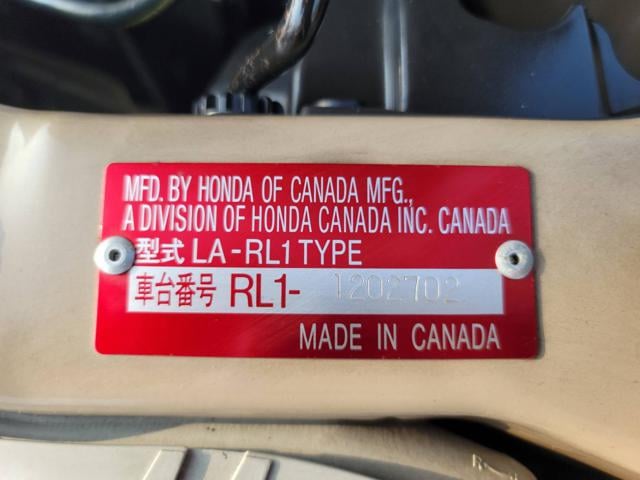 MFD. BY HONDA OF CANADA MFG.,
A DIVISION OF HONDA CANADA INC. CANADA
型式 LA-RL1 TYPE
車台番号 RL1- 1202702
MADE IN CANADA